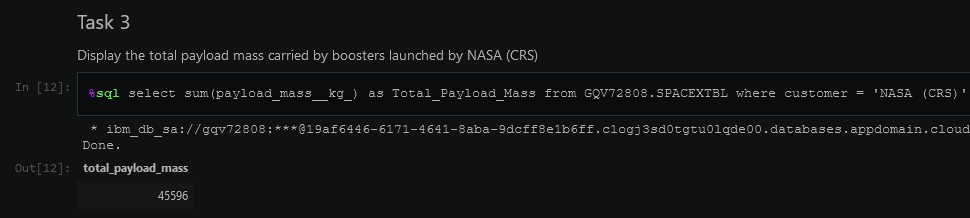 Task 3
Display the total payload mass carried by boosters launched by NASA (CRS)
In [12]: %sql select sum(payload_mass__kg_) as Total_Payload_Mass from GQV72808.SPACEXTBL where customer = 'NASA (CRS)'
* ibm_db_sa://gqv72808:***@19af6446-6171-4641-8aba-9dcff8e1b6ff.c1ogj3sd0tgtu0lqde00.databases.appdomain.cloud
Done.
Out[12]: total_payload_mass
45596